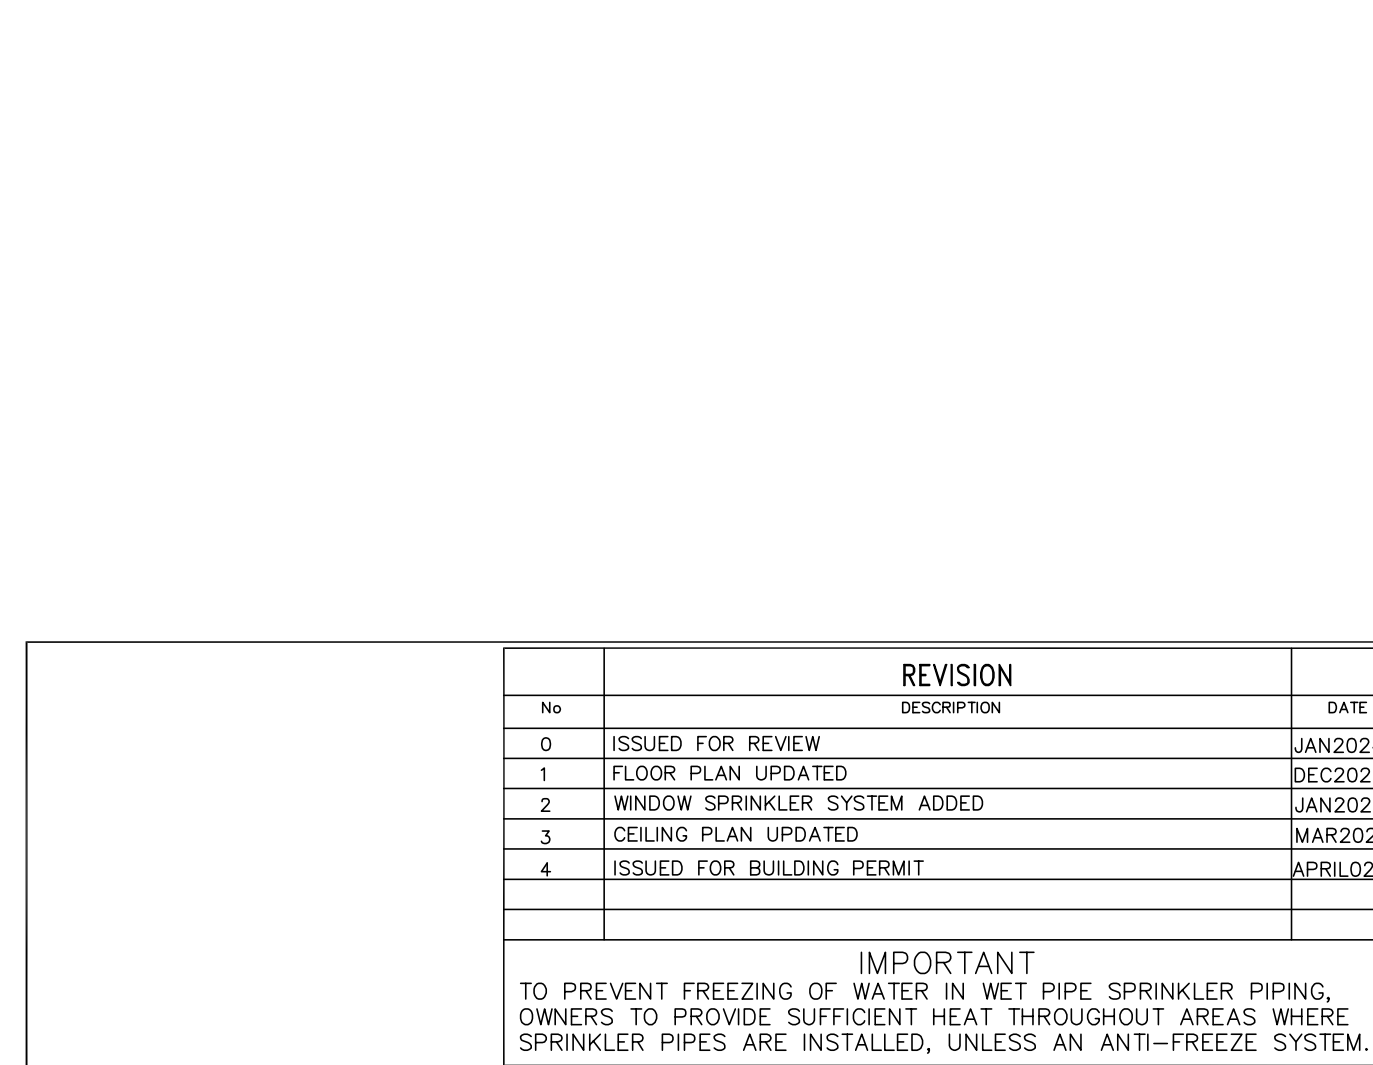 REVISION
No DESCRIPTION DATE
0 ISSUED FOR REVIEW
1 FLOOR PLAN UPDATED
2 WINDOW SPRINKLER SYSTEM ADDED
3 CEILING PLAN UPDATED
4 ISSUED FOR BUILDING PERMIT
IMPORTANT
TO PREVENT FREEZING OF WATER IN WET PIPE SPRINKLER PIPING,
OWNERS TO PROVIDE SUFFICIENT HEAT THROUGHOUT AREAS WHERE
SPRINKLER PIPES ARE INSTALLED, UNLESS AN ANTI-FREEZE SYSTEM.